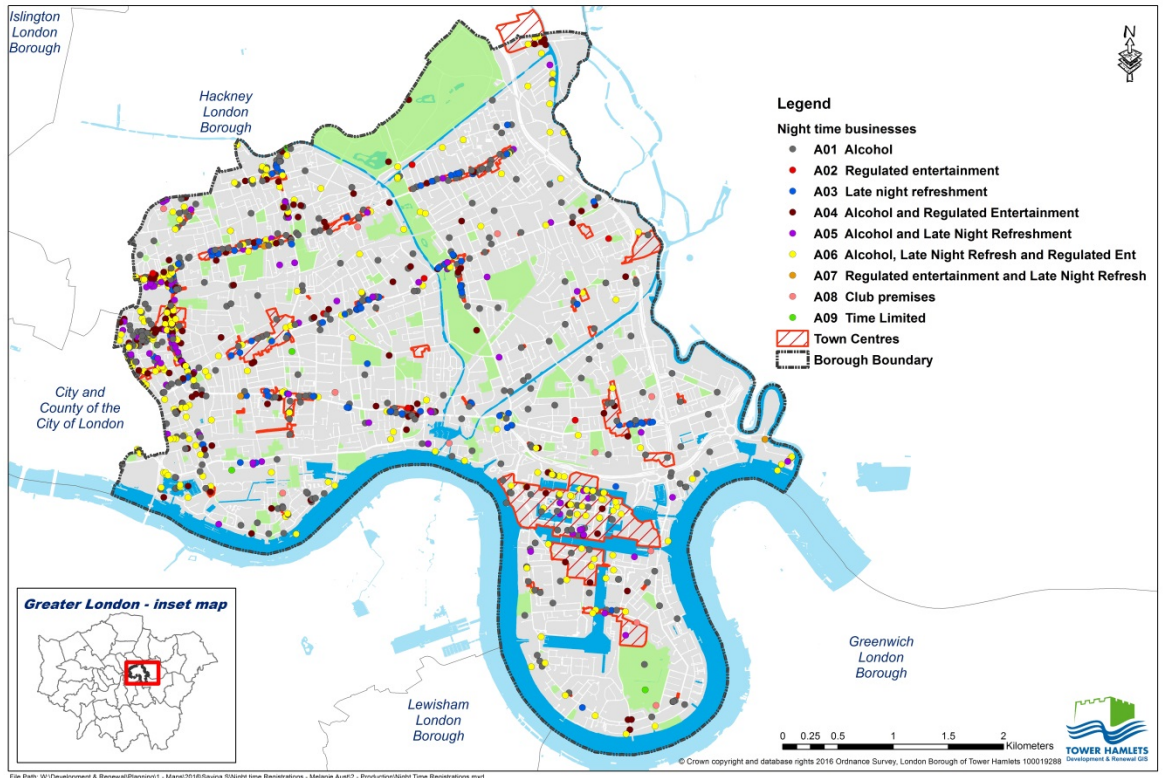 Islington
London
Borough
Hackney
London
Borough
N
Legend
Night time businesses
A01 Alcohol
A02 Regulated entertainment
A03 Late night refreshment
A04 Alcohol and Regulated Entertainment
A05 Alcohol and Late Night Refreshment
A06 Alcohol, Late Night Refresh and Regulated Ent
A07 Regulated entertainment and Late Night Refresh
A08 Club premises
A09 Time Limited
Town Centres
Borough Boundary
City and
County of the
City of London
Greater London - inset map
Greenwich
London
Borough
Lewisham
London
Borough
0 0.25 0.5 1 1.5 2
Kilometers
TOWER HAMLETS
Development & Renewal GIS
© Crown copyright and database rights 2016 Ordnance Survey, London Borough of Tower Hamlets 100019288